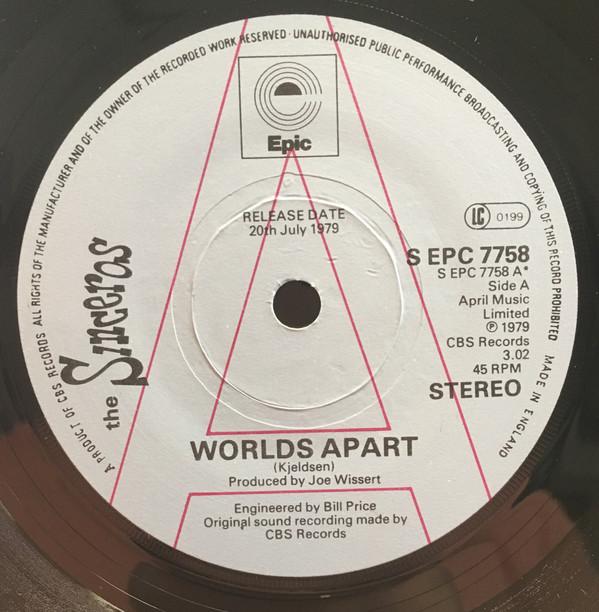 A PRODUCT OF CBS RECORDS ALL RIGHTS OF THE MANUFACTURER AND OF THE OWNER OF THE RECORDED WORK RESERVED · UNAUTHORISED PUBLIC PERFORMANCE BROADCASTING AND COPYING OF THIS RECORD PROHIBITED MADE IN ENGLAND
Epic
RELEASE DATE
20th July 1979
LC 0199
the Sinceros
S EPC 7758
S EPC 7758 A*
Side A
April Music
Limited
℗ 1979
CBS Records
3.02
45 RPM
STEREO
A
WORLDS APART
(Kjeldsen)
Produced by Joe Wissert
Engineered by Bill Price
Original sound recording made by
CBS Records